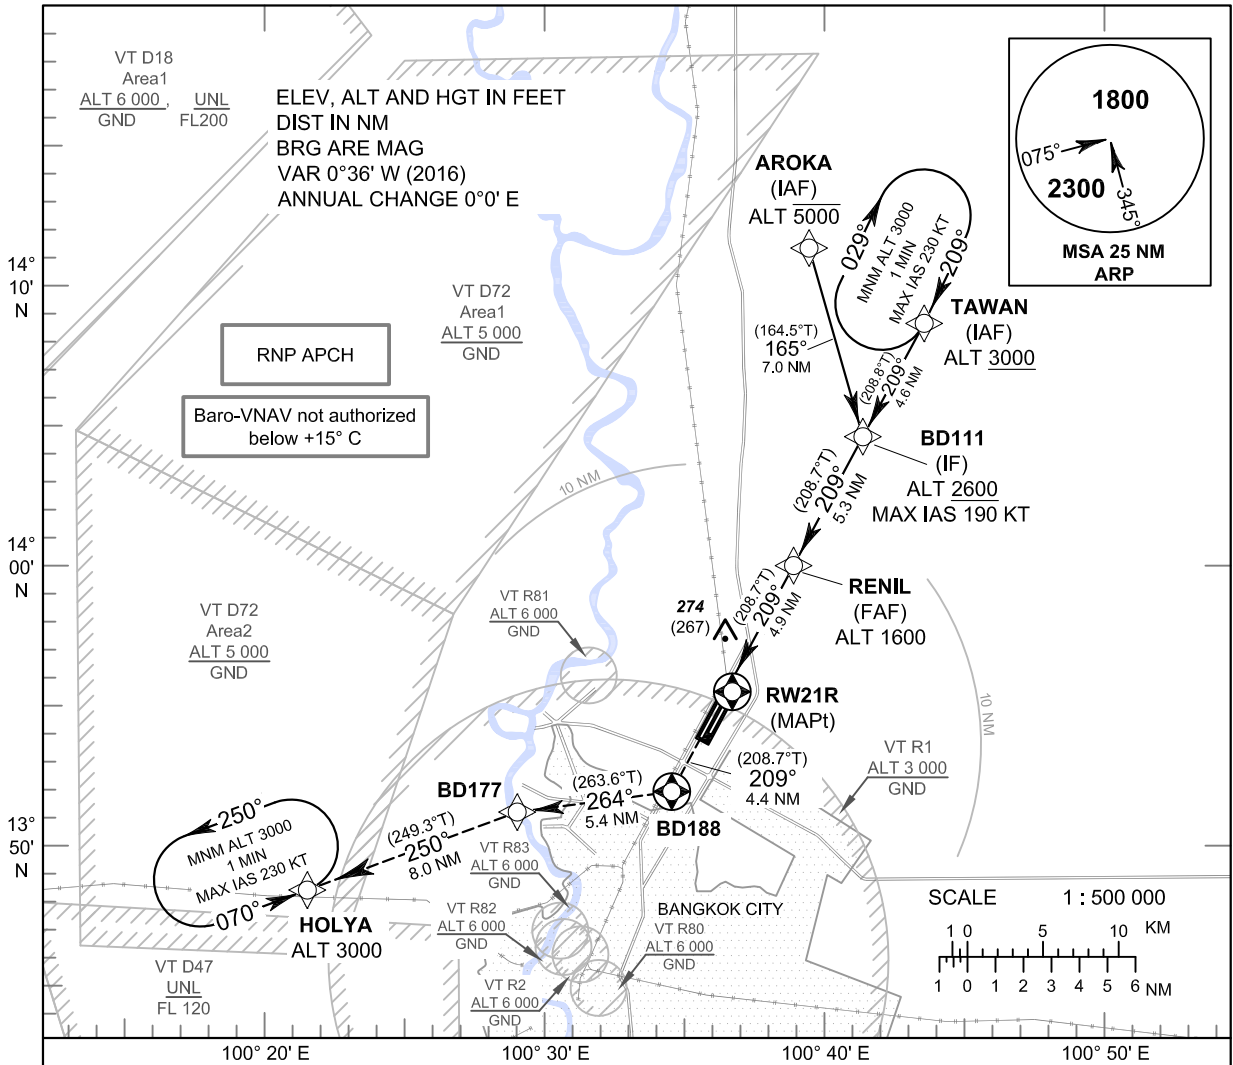 VT D18
Area1
ALT 6 000 , UNL
GND FL200
ELEV, ALT AND HGT IN FEET
DIST IN NM
BRG ARE MAG
VAR 0°36' W (2016)
ANNUAL CHANGE 0°0' E
1800
075°
2300
345°
MSA 25 NM
ARP
AROKA
(IAF)
ALT 5000
029°
MNM ALT 3000
1 MIN
MAX IAS 230 KT
209°
TAWAN
(IAF)
ALT 3000
14°
10'
N
VT D72
Area1
ALT 5 000
GND
RNP APCH
Baro-VNAV not authorized
below +15° C
(164.5°T)
165°
7.0 NM
(208.8°T)
209°
4.6 NM
BD111
(IF)
ALT 2600
MAX IAS 190 KT
10 NM
(208.7°T)
209°
5.3 NM
14°
00'
N
RENIL
(FAF)
ALT 1600
VT D72
Area2
ALT 5 000
GND
VT R81
ALT 6 000
GND
274
(267)
(208.7°T)
209°
4.9 NM
RW21R
(MAPt)
10 NM
VT R1
ALT 3 000
GND
(208.7°T)
209°
4.4 NM
BD177
(263.6°T)
264°
5.4 NM
BD188
13°
50'
N
250°
MNM ALT 3000
1 MIN
MAX IAS 230 KT
070°
(249.3°T)
250°
8.0 NM
HOLYA
ALT 3000
VT R83
ALT 6 000
GND
VT R82
ALT 6 000
GND
BANGKOK CITY
VT R80
ALT 6 000
GND
VT R2
ALT 6 000
GND
VT D47
UNL
FL 120
SCALE 1 : 500 000
1 0 5 10 KM
1 0 1 2 3 4 5 6 NM
100° 20' E 100° 30' E 100° 40' E 100° 50' E